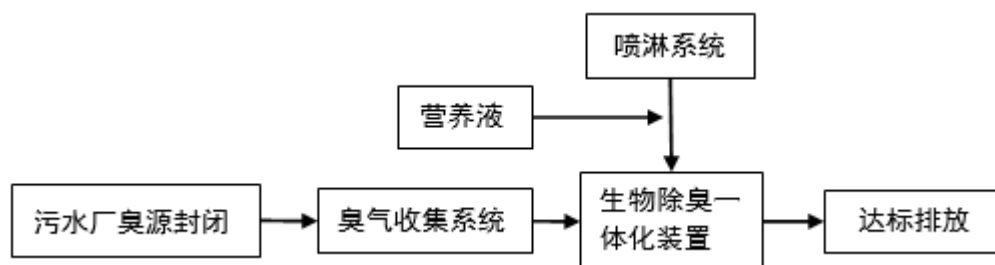 喷淋系统
营养液
污水厂臭源封闭
臭气收集系统
生物除臭一
体化装置
达标排放